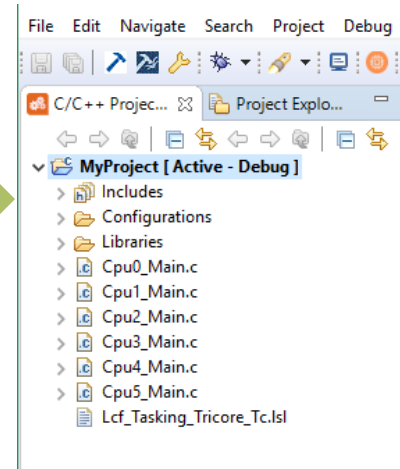 File Edit Navigate Search Project Debug
C/C++ Projec... Project Explo...
MyProject [ Active - Debug ]
Includes
Configurations
Libraries
Cpu0_Main.c
Cpu1_Main.c
Cpu2_Main.c
Cpu3_Main.c
Cpu4_Main.c
Cpu5_Main.c
Lcf_Tasking_Tricore_Tc.lsl